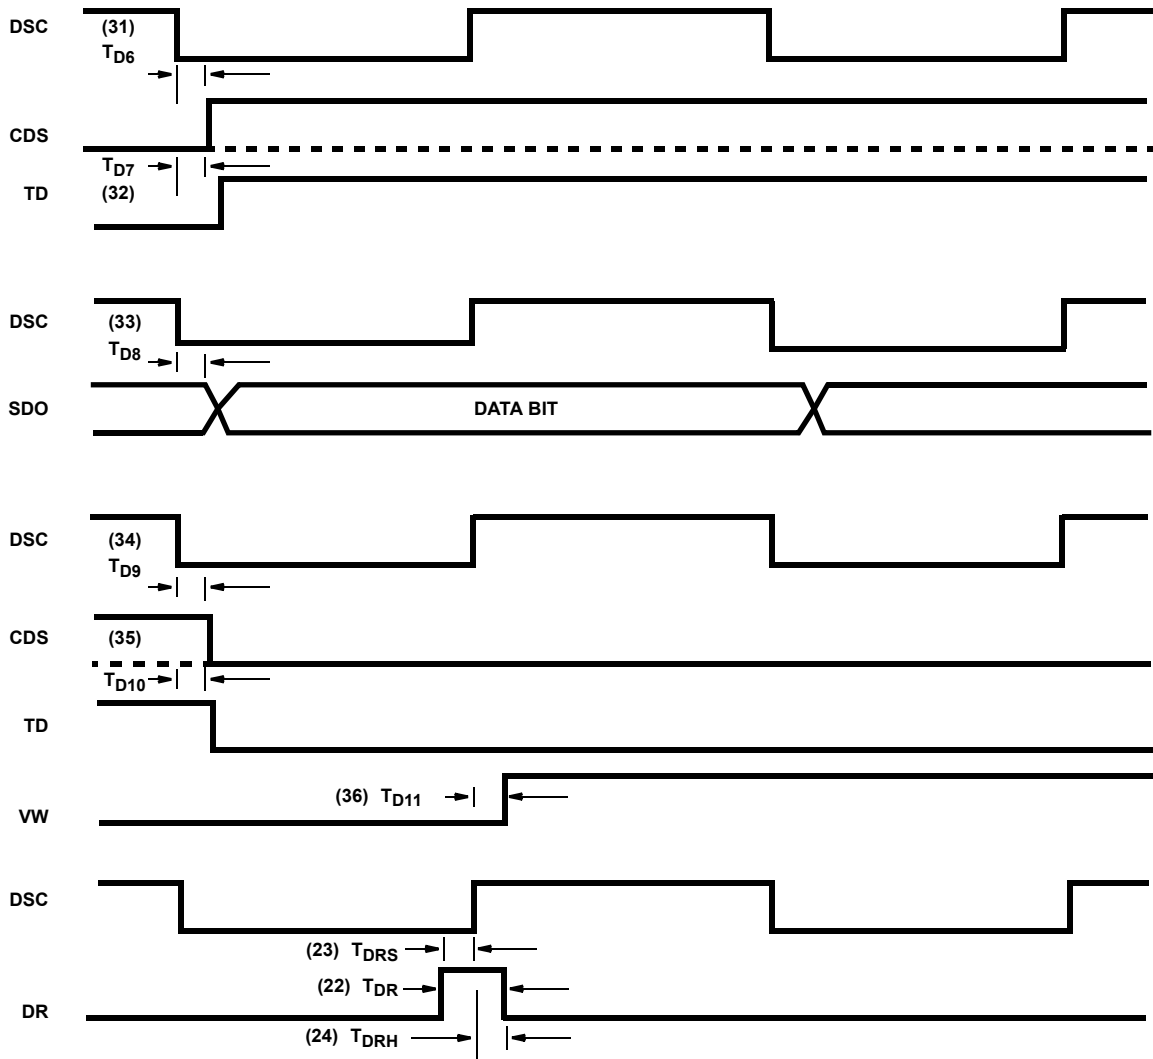 DSC
(31)
TD6
CDS
TD7
TD
(32)
DSC
(33)
TD8
SDO
DATA BIT
DSC
(34)
TD9
CDS
(35)
TD10
TD
(36) TD11
VW
DSC
(23) TDRS
(22) TDR
DR
(24) TDRH